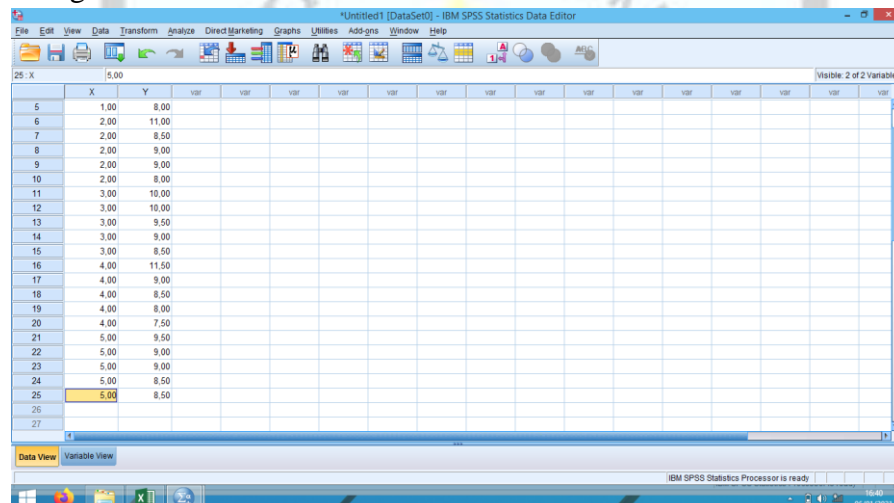 *Untitled1 [DataSet0] - IBM SPSS Statistics Data Editor
File Edit View Data Transform Analyze Direct Marketing Graphs Utilities Add-ons Window Help
25 : X 5,00 Visible: 2 of 2 Variable
X Y var var var var var var var var var var var var var var var
5 1,00 8,00
6 2,00 11,00
7 2,00 8,50
8 2,00 9,00
9 2,00 9,00
10 2,00 8,00
11 3,00 10,00
12 3,00 10,00
13 3,00 9,50
14 3,00 9,00
15 3,00 8,50
16 4,00 11,50
17 4,00 9,00
18 4,00 8,50
19 4,00 8,00
20 4,00 7,50
21 5,00 9,50
22 5,00 9,00
23 5,00 9,00
24 5,00 8,50
25 5,00 8,50
26
27
Data View Variable View
IBM SPSS Statistics Processor is ready
16:40